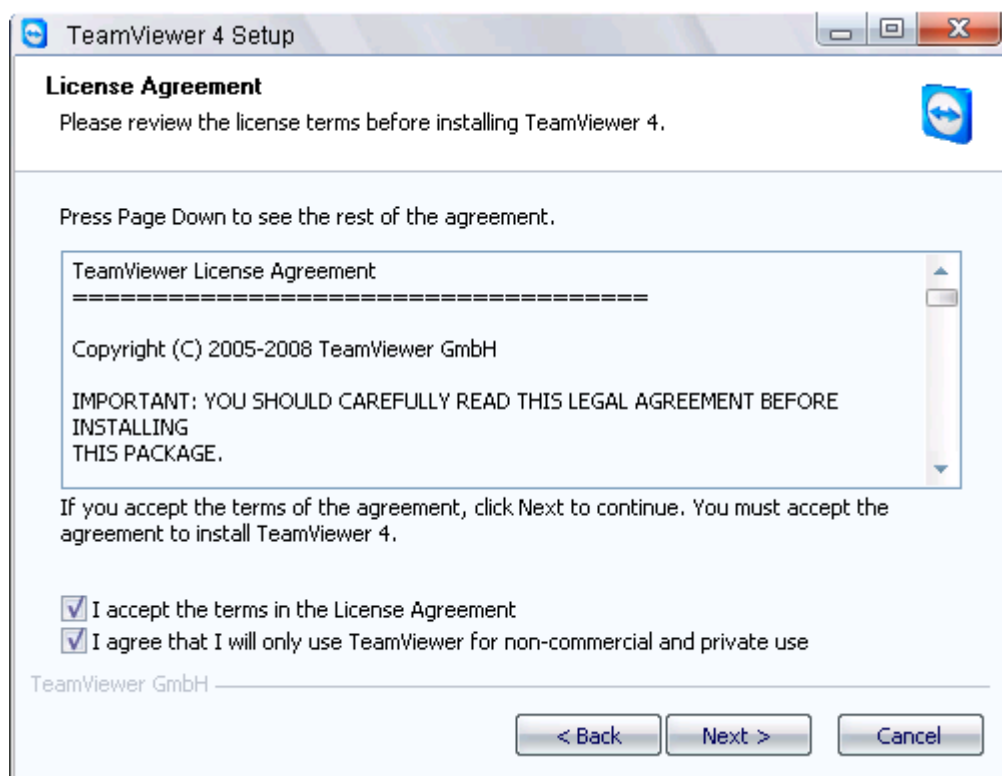 TeamViewer 4 Setup
License Agreement
Please review the license terms before installing TeamViewer 4.
Press Page Down to see the rest of the agreement.
TeamViewer License Agreement
====================================
Copyright (C) 2005-2008 TeamViewer GmbH
IMPORTANT: YOU SHOULD CAREFULLY READ THIS LEGAL AGREEMENT BEFORE
INSTALLING
THIS PACKAGE.
If you accept the terms of the agreement, click Next to continue. You must accept the
agreement to install TeamViewer 4.
I accept the terms in the License Agreement
I agree that I will only use TeamViewer for non-commercial and private use
TeamViewer GmbH
< Back Next > Cancel